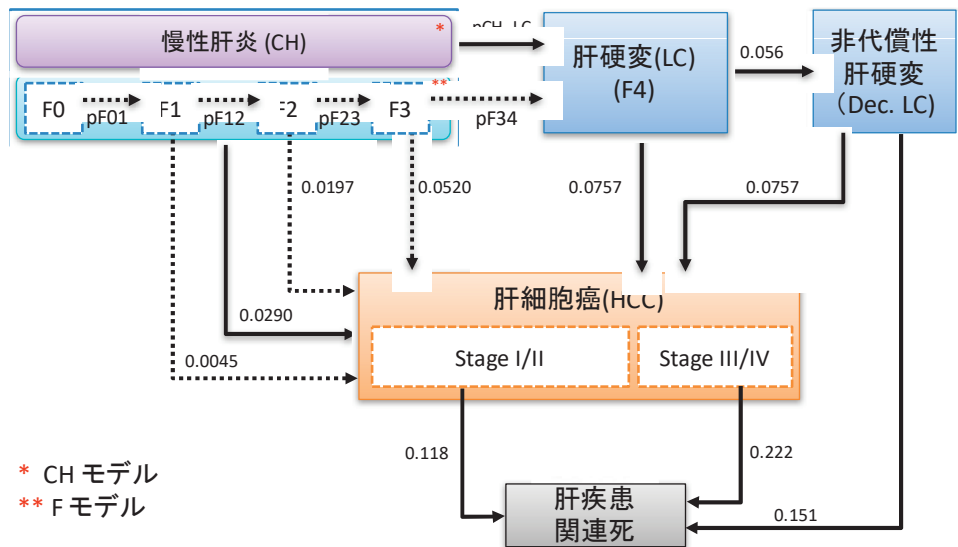 慢性肝炎 (CH) *
**
F0
F1
F2
F3
pF01
pF12
pF23
pF34
肝硬変(LC)
(F4)
0.056
非代償性
肝硬変
(Dec. LC)
0.0197
0.0520
0.0757
0.0757
0.0290
0.0045
肝細胞癌(HCC)
Stage I/II
Stage III/IV
0.118
0.222
0.151
肝疾患
関連死
* CH モデル
** F モデル